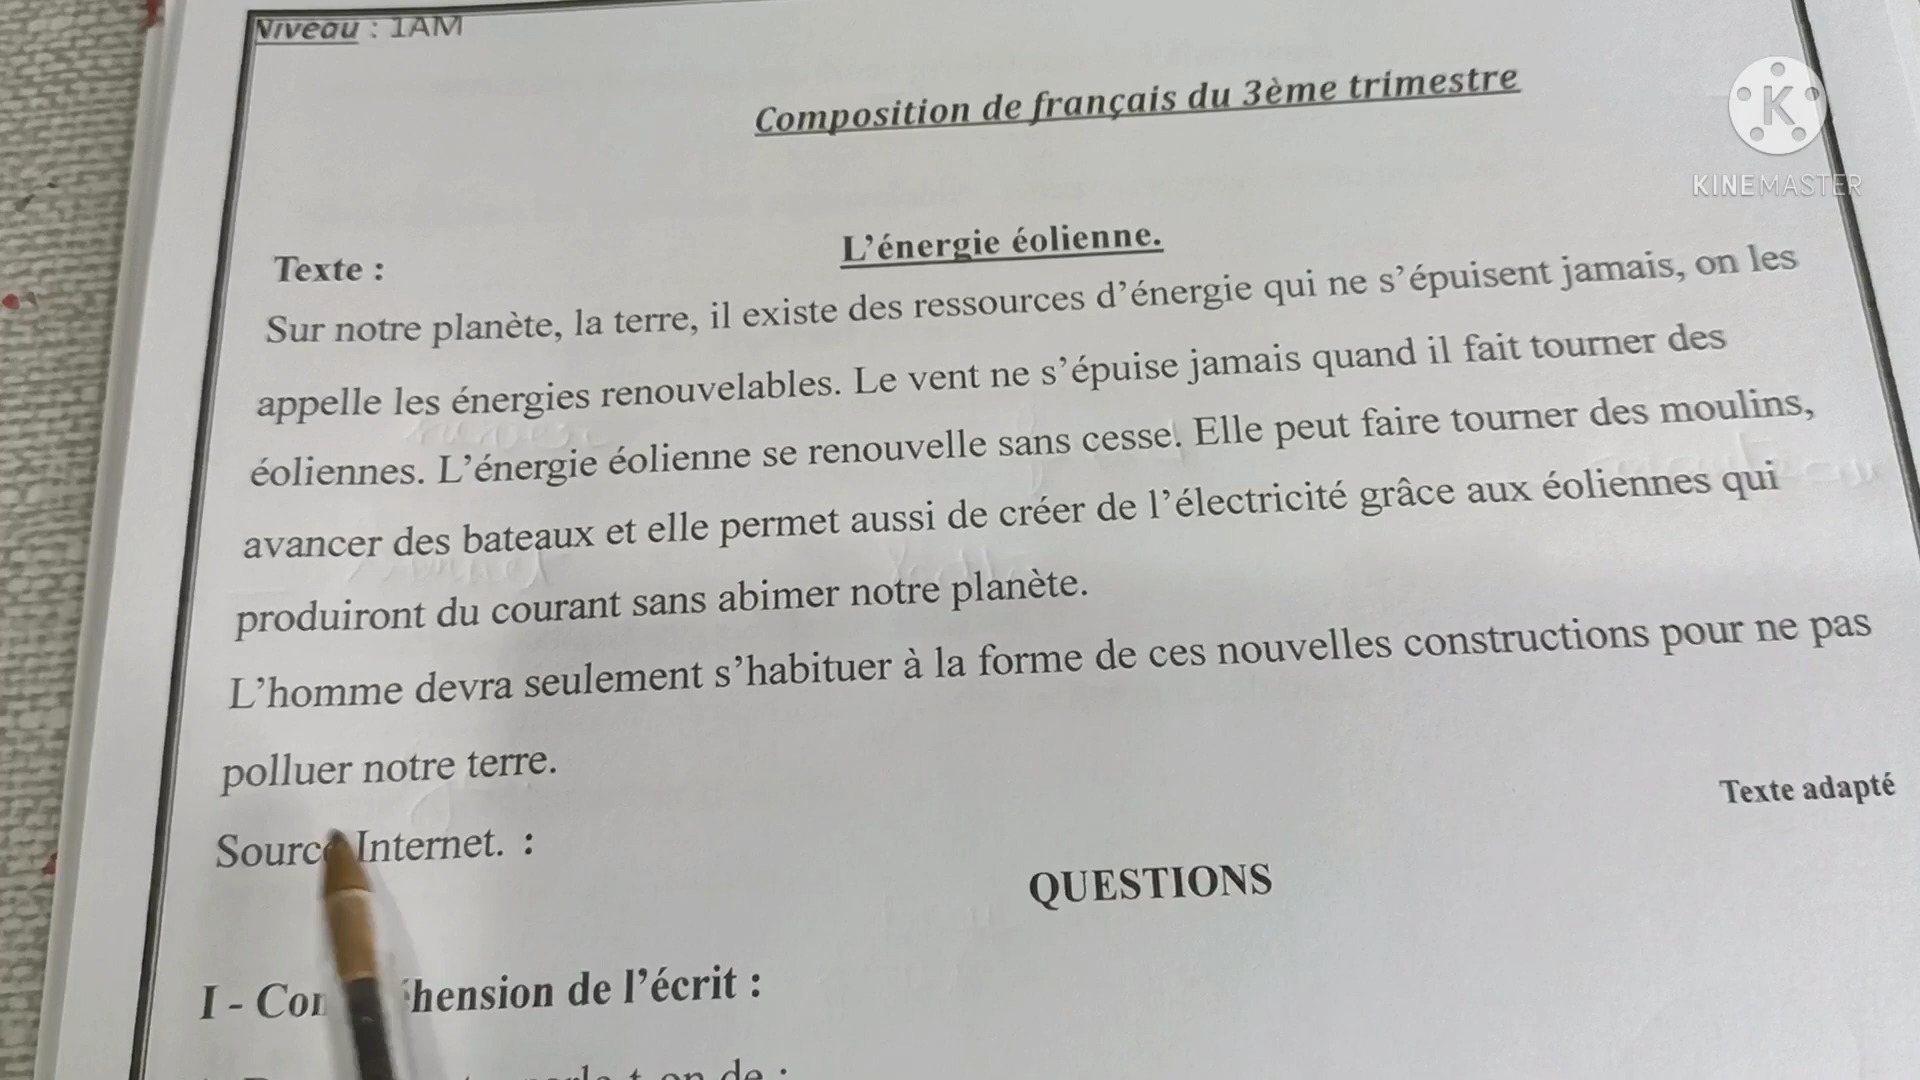 Niveau : 1AM
Composition de français du 3ème trimestre
KINEMASTER
L'énergie éolienne.
Texte :
Sur notre planète, la terre, il existe des ressources d'énergie qui ne s'épuisent jamais, on les
appelle les énergies renouvelables. Le vent ne s'épuise jamais quand il fait tourner des
éoliennes. L'énergie éolienne se renouvelle sans cesse. Elle peut faire tourner des moulins,
avancer des bateaux et elle permet aussi de créer de l'électricité grâce aux éoliennes qui
produiront du courant sans abimer notre planète.
L'homme devra seulement s'habituer à la forme de ces nouvelles constructions pour ne pas
polluer notre terre.
Texte adapté
Source Internet. :
QUESTIONS
I - Compréhension de l'écrit :